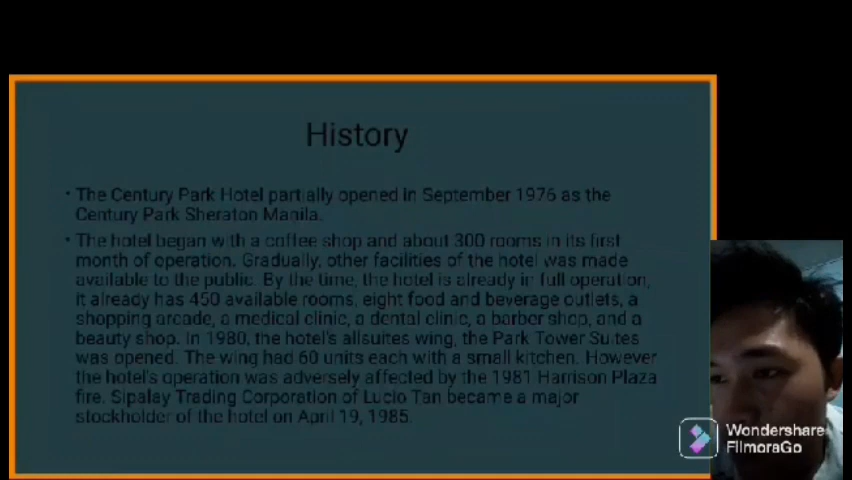 History
• The Century Park Hotel partially opened in September 1976 as the
Century Park Sheraton Manila.
• The hotel began with a coffee shop and about 300 rooms in its first
month of operation. Gradually, other facilities of the hotel was made
available to the public. By the time, the hotel is already in full operation,
it already has 450 available rooms, eight food and beverage outlets, a
shopping arcade, a medical clinic, a dental clinic, a barber shop, and a
beauty shop. In 1980, the hotel's allsuites wing, the Park Tower Suites
was opened. The wing had 60 units each with a small kitchen. However
the hotel's operation was adversely affected by the 1981 Harrison Plaza
fire. Sipalay Trading Corporation of Lucio Tan became a major
stockholder of the hotel on April 19, 1985.
Wondershare
FilmoraGo